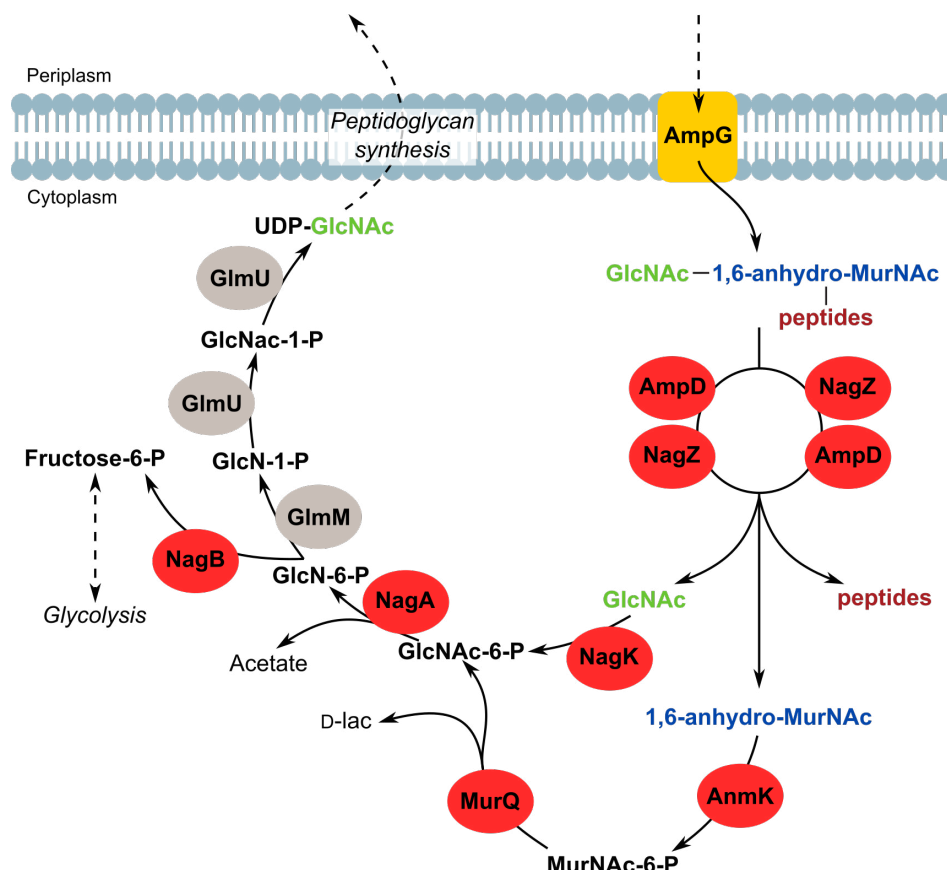 Periplasm
Peptidoglycan
synthesis
AmpG
Cytoplasm
UDP-GlcNAc
GlmU
GlcNAc 1,6-anhydro-MurNAc
peptides
GlcNac-1-P
AmpD
NagZ
GlmU
NagZ
AmpD
Fructose-6-P
GlcN-1-P
GlmM
NagB
GlcN-6-P
NagA
GlcNAc
peptides
Glycolysis
Acetate
GlcNAc-6-P
NagK
D-lac
1,6-anhydro-MurNAc
MurQ
AnmK
MurNAc-6-P